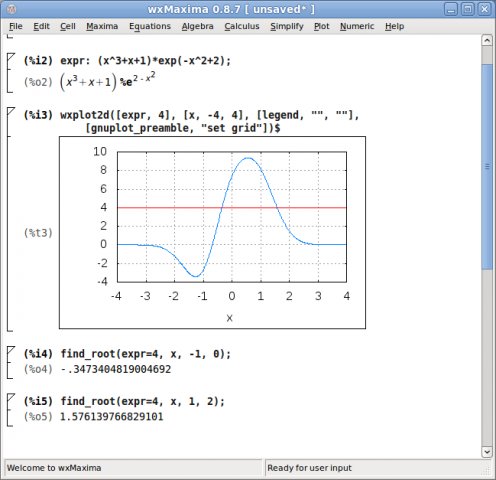 wxMaxima 0.8.7 [ unsaved* ]
File Edit Cell Maxima Equations Algebra Calculus Simplify Plot Numeric Help
(%i2) expr: (x^3+x+1)*exp(-x^2+2);
(%o2) (x³+x+1) %e^2-x²
(%i3) wxplot2d([expr, 4], [x, -4, 4], [legend, "", ""],
[gnuplot_preamble, "set grid"])$
(%t3)
10
8
6
4
2
0
-2
-4
-4 -3 -2 -1 0 1 2 3 4
x
(%i4) find_root(expr=4, x, -1, 0);
(%o4) -.3473404819004692
(%i5) find_root(expr=4, x, 1, 2);
(%o5) 1.576139766829101
Welcome to wxMaxima Ready for user input